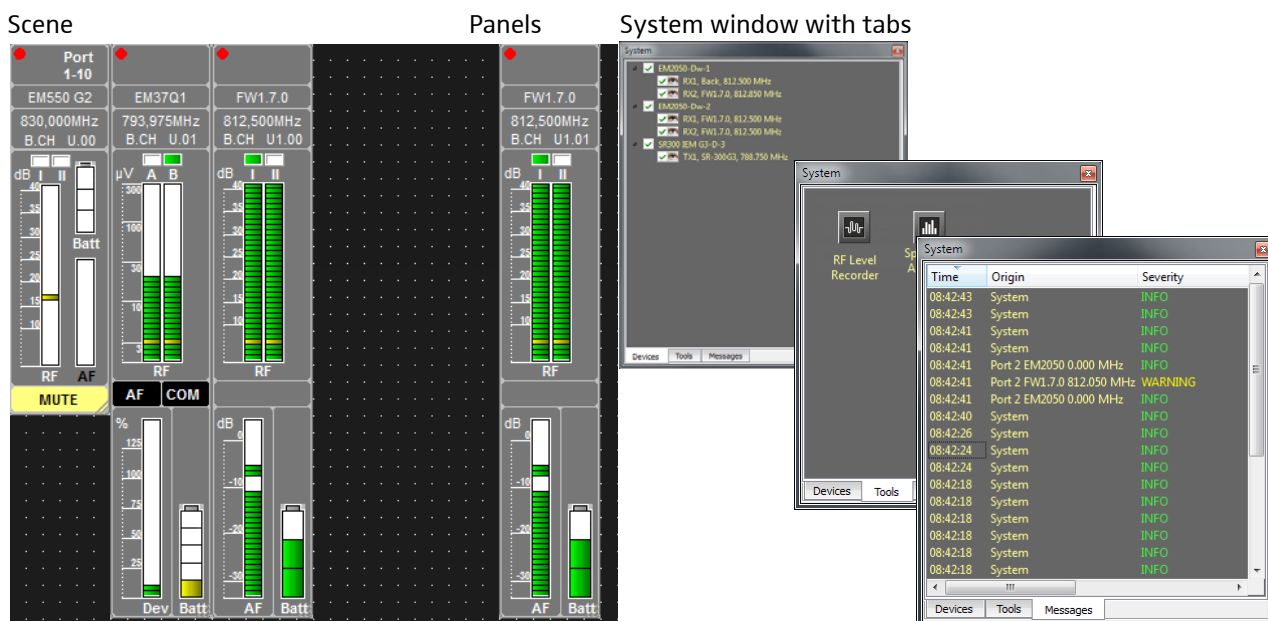 Scene
Panels
System window with tabs
Port
1-10
EM550 G2
830,000MHz
B.CH U.00
I II
dB
40
35
30
25
20
15
10
Batt
RF AF
MUTE
EM37Q1
793,975MHz
B.CH U.01
µV A B
300
100
30
10
3
RF
AF COM
%
125
100
75
50
25
Dev Batt
FW1.7.0
812,500MHz
B.CH U1.00
dB I II
40
35
30
25
20
15
10
RF
dB
0
-10
-20
-30
AF Batt
FW1.7.0
812,500MHz
B.CH U1.01
dB I II
40
35
30
25
20
15
10
RF
dB
0
-10
-20
-30
AF Batt
System
EM2050-Dw-1
RX1, Back, 812.500 MHz
RX2, FW1.7.0, 812.850 MHz
EM2050-Dw-2
RX1, FW1.7.0, 812.500 MHz
RX2, FW1.7.0, 812.500 MHz
SR300 IEM G3-D-3
TX1, SR-300G3, 788.750 MHz
Devices Tools Messages
System
RF Level
Recorder
Sp
A
Devices Tools
System
Time Origin Severity
08:42:43 System INFO
08:42:43 System INFO
08:42:41 System INFO
08:42:41 System INFO
08:42:41 Port 2 EM2050 0.000 MHz INFO
08:42:41 Port 2 FW1.7.0 812.050 MHz WARNING
08:42:41 Port 2 EM2050 0.000 MHz INFO
08:42:40 System INFO
08:42:26 System INFO
08:42:24 System INFO
08:42:24 System INFO
08:42:18 System INFO
08:42:18 System INFO
08:42:18 System INFO
08:42:18 System INFO
08:42:18 System INFO
08:42:18 System INFO
Devices Tools Messages